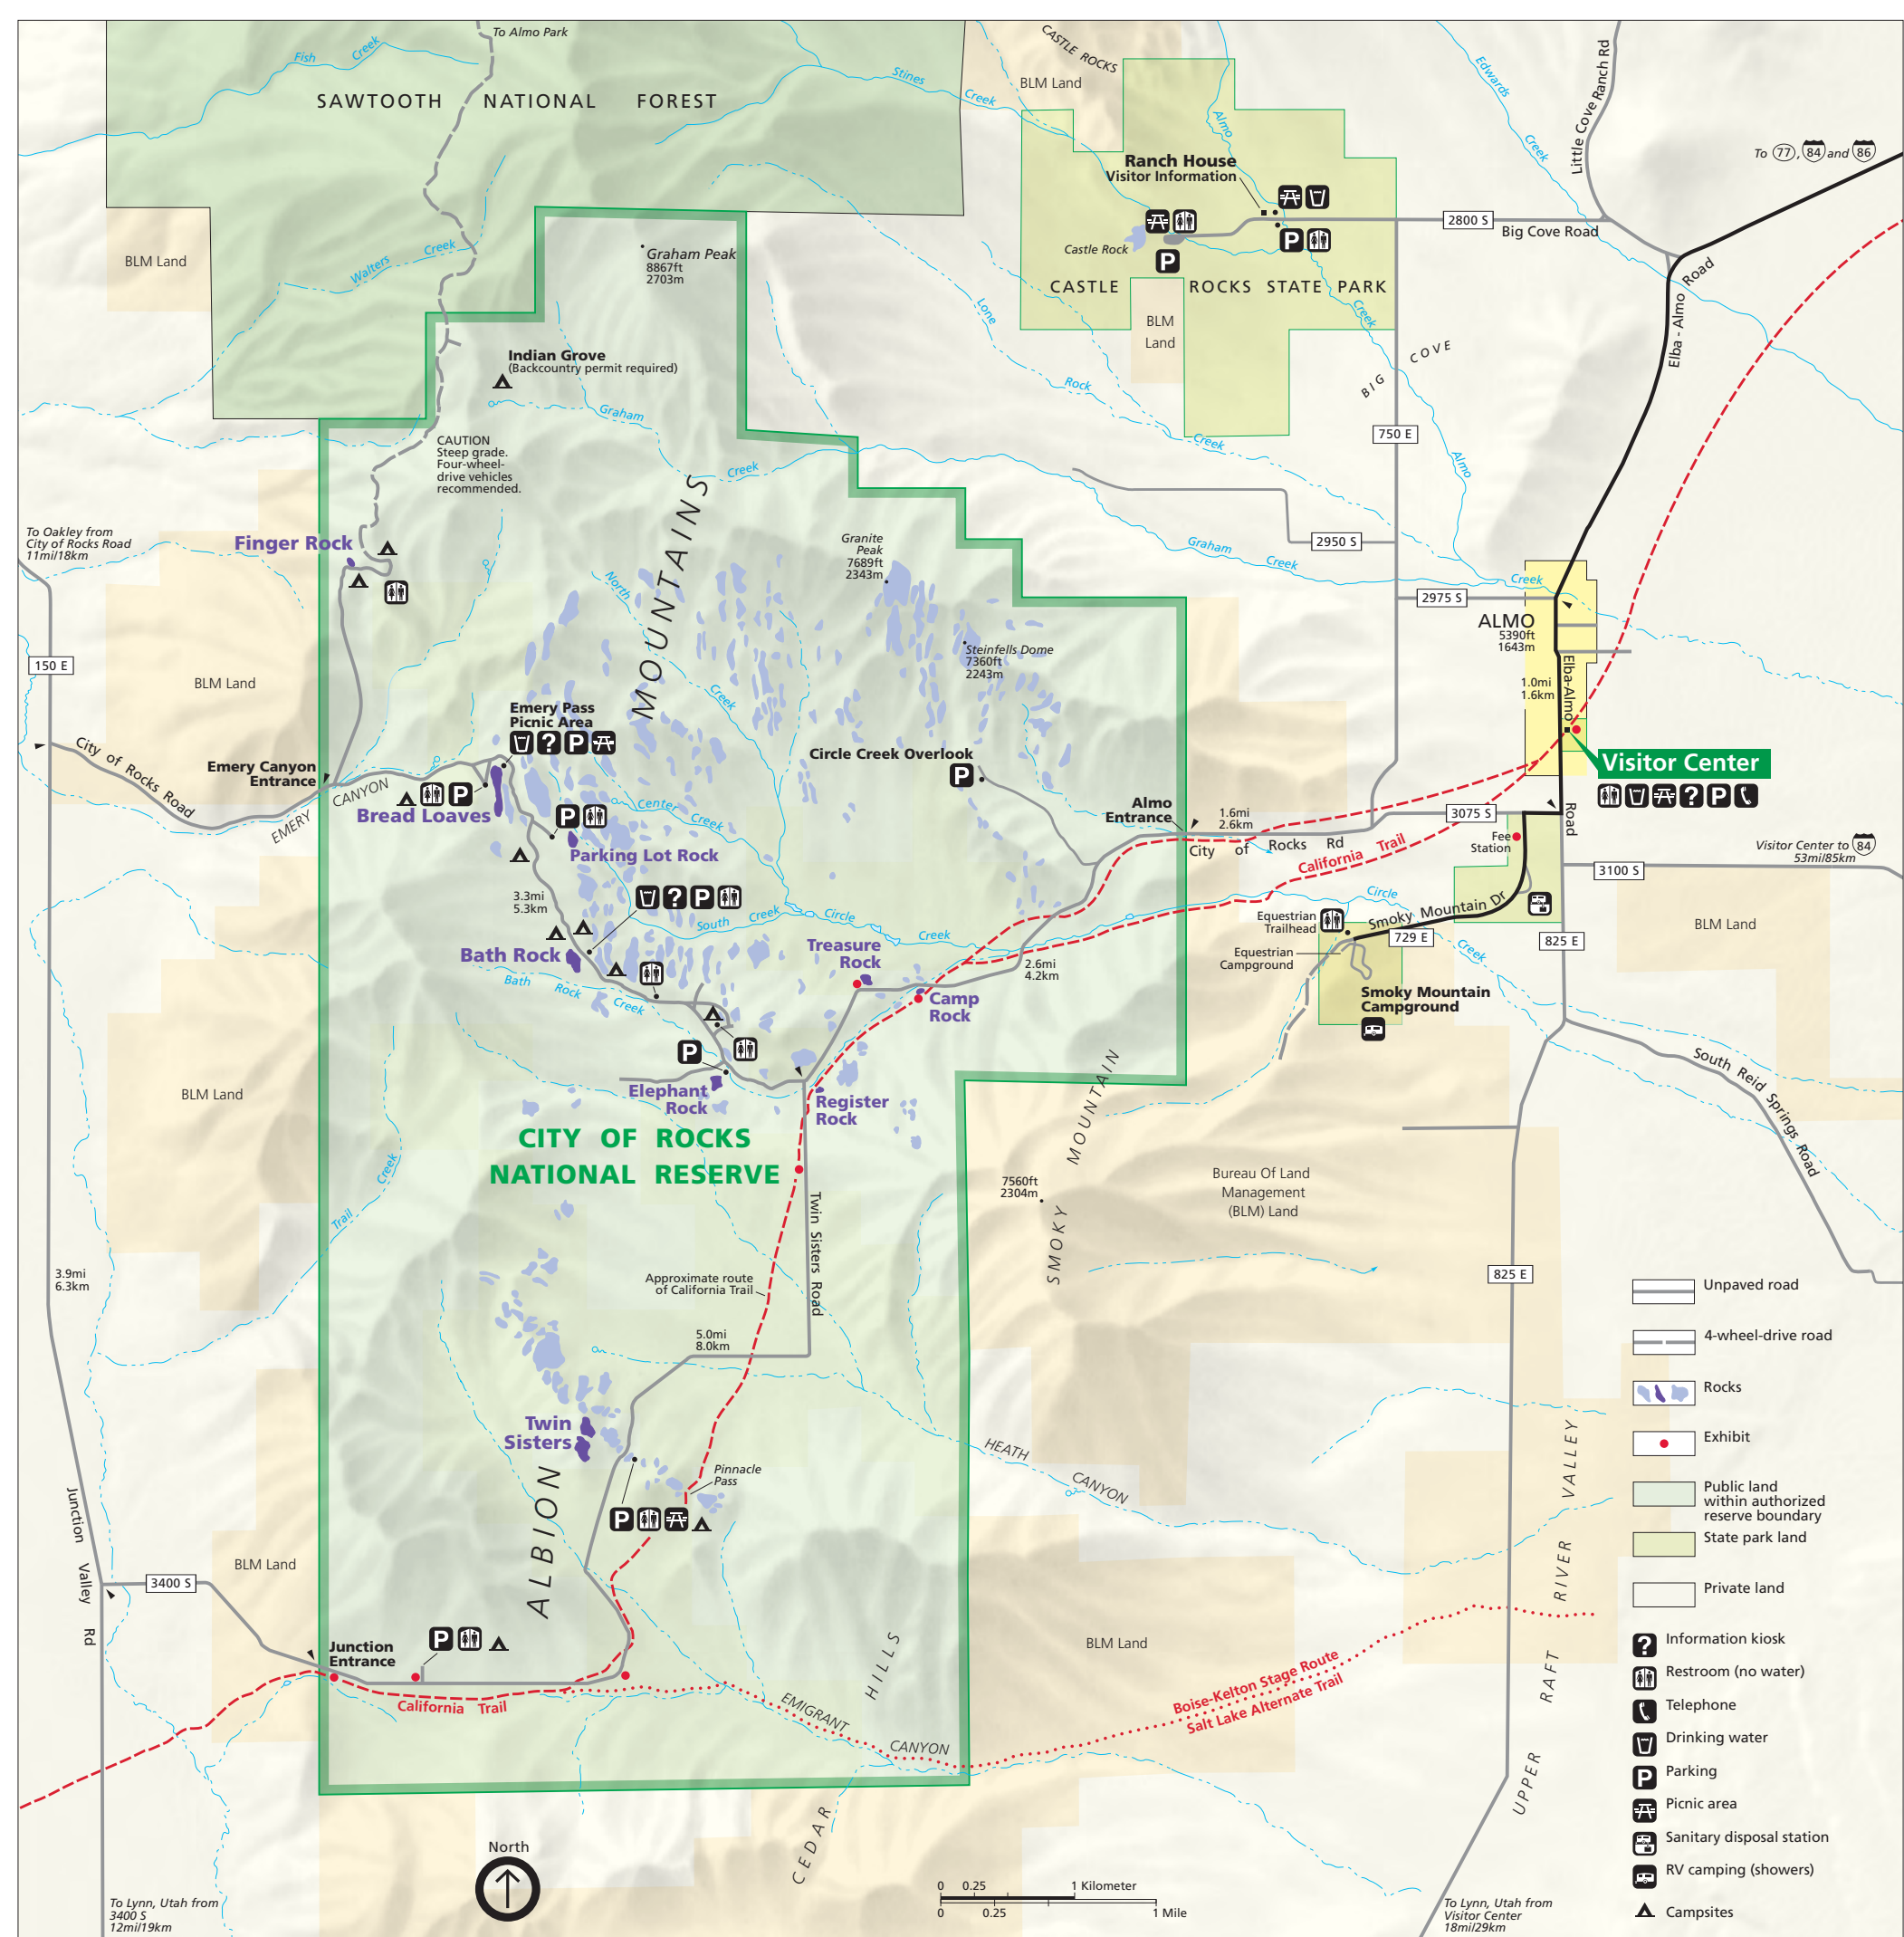 To Almo Park
Fish Creek
SAWTOOTH NATIONAL FOREST
Stines Creek
CASTLE ROCKS
BLM Land
Almo
Edwards Creek
Little Cove Ranch Rd
To 77, 84 and 86
Ranch House
Visitor Information
2800 S
Big Cove Road
Castle Rock
CASTLE ROCKS STATE PARK
Creek
BLM
Land
Elba - Almo Road
BLM Land
Walters Creek
Graham Peak
8867ft
2703m
Lone
Rock
Creek
BIG COVE
Indian Grove
(Backcountry permit required)
Graham
Creek
750 E
Almo
CAUTION
Steep grade.
Four-wheel-
drive vehicles
recommended.
To Oakley from
City of Rocks Road
11mi/18km
Finger Rock
MOUNTAINS
Granite
Peak
7689ft
2343m
2950 S
Graham
Creek
Creek
2975 S
ALMO
5390ft
1643m
North
Creek
Steinfells Dome
7360ft
2243m
150 E
BLM Land
1.0mi
1.6km
Elba-Almo
Road
Emery Pass
Picnic Area
City of Rocks Road
Emery Canyon
Entrance
EMERY CANYON
Bread Loaves
Circle Creek Overlook
Visitor Center
Center
Creek
Parking Lot Rock
Almo
Entrance
1.6mi
2.6km
City of Rocks Rd
California Trail
3075 S
Fee
Station
Visitor Center to 84
53mi/85km
3100 S
3.3mi
5.3km
South Creek
Circle
Creek
Circle
Creek
Equestrian
Trailhead
Smoky Mountain Dr
729 E
825 E
BLM Land
Bath Rock
Bath Rock Creek
Treasure
Rock
2.6mi
4.2km
Equestrian
Campground
Camp
Rock
Smoky Mountain
Campground
South Reid Springs Road
BLM Land
Elephant
Rock
Register
Rock
CITY OF ROCKS
NATIONAL RESERVE
SMOKY MOUNTAIN
7560ft
2304m
Bureau Of Land
Management
(BLM) Land
Trail Creek
Twin Sisters Road
3.9mi
6.3km
Approximate route
of California Trail
825 E
5.0mi
8.0km
Twin
Sisters
HEATH CANYON
Pinnacle
Pass
Junction Valley Rd
ALBION
BLM Land
3400 S
Junction
Entrance
California Trail
EMIGRANT CANYON
CEDAR HILLS
BLM Land
Boise-Kelton Stage Route
Salt Lake Alternate Trail
UPPER RAFT RIVER VALLEY
Unpaved road
4-wheel-drive road
Rocks
Exhibit
Public land
within authorized
reserve boundary
State park land
Private land
? Information kiosk
Restroom (no water)
Telephone
Drinking water
P Parking
Picnic area
Sanitary disposal station
RV camping (showers)
Campsites
North
0 0.25 1 Kilometer
0 0.25 1 Mile
To Lynn, Utah from
3400 S
12mi/19km
To Lynn, Utah from
Visitor Center
18mi/29km